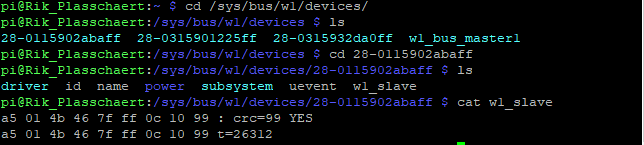 pi@Rik_Plasschaert:~ $ cd /sys/bus/w1/devices/
pi@Rik_Plasschaert:/sys/bus/w1/devices $ ls
28-0115902abaff  28-0315901225ff  28-0315932da0ff  w1_bus_master1
pi@Rik_Plasschaert:/sys/bus/w1/devices $ cd 28-0115902abaff
pi@Rik_Plasschaert:/sys/bus/w1/devices/28-0115902abaff $ ls
driver  id  name  power  subsystem  uevent  w1_slave
pi@Rik_Plasschaert:/sys/bus/w1/devices/28-0115902abaff $ cat w1_slave
a5 01 4b 46 7f ff 0c 10 99 : crc=99 YES
a5 01 4b 46 7f ff 0c 10 99 t=26312